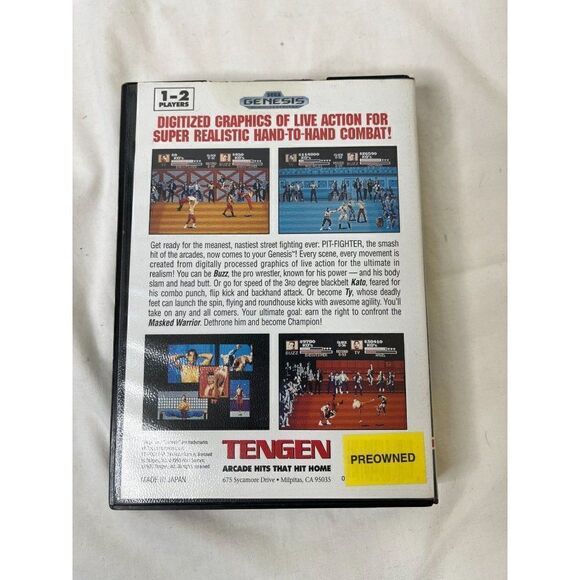 1-2
PLAYERS
SEGA
GENESIS
DIGITIZED GRAPHICS OF LIVE ACTION FOR
SUPER REALISTIC HAND-TO-HAND COMBAT!
KO's
KO's
KO's
KO's
Get ready for the meanest, nastiest street fighting ever: PIT-FIGHTER, the smash
hit of the arcades, now comes to your Genesis™! Every scene, every movement is
created from digitally processed graphics of live action for the ultimate in
realism! You can be Buzz, the pro wrestler, known for his power — and his body
slam and head butt. Or go for speed of the 3rd degree blackbelt Kato, feared for
his combo punch, flip kick and backhand attack. Or become Ty, whose deadly
feet can launch the spin, flying and roundhouse kicks with awesome agility. You'll
take on any and all comers. Your ultimate goal: earn the right to confront the
Masked Warrior. Dethrone him and become Champion!
KO's
KO's
BUZZ
TY
TENGEN
ARCADE HITS THAT HIT HOME
675 Sycamore Drive • Milpitas, CA 95035
MADE IN JAPAN
PREOWNED